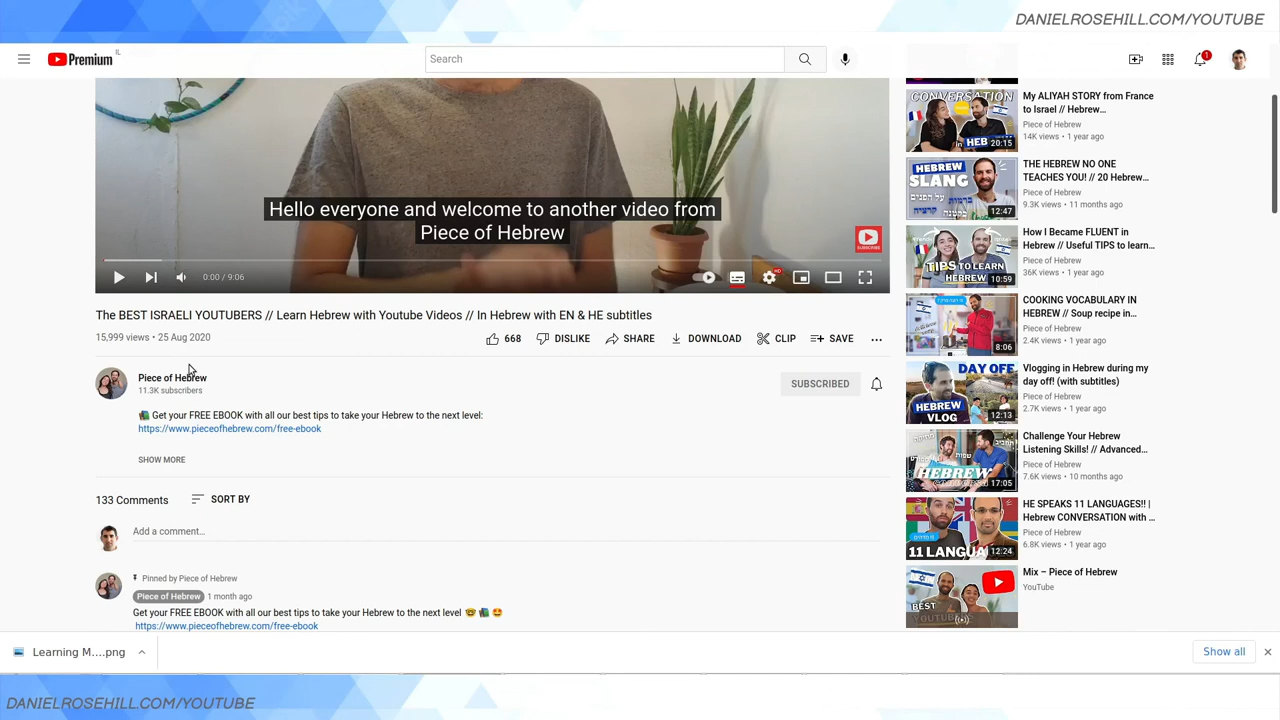 DANIELROSEHILL.COM/YOUTUBE
Premium
IL
Search
1
Hello everyone and welcome to another video from
Piece of Hebrew
SUBSCRIBE
0:00 / 9:06
HD
The BEST ISRAELI YOUTUBERS // Learn Hebrew with Youtube Videos // In Hebrew with EN & HE subtitles
15,999 views • 25 Aug 2020
668
DISLIKE
SHARE
DOWNLOAD
CLIP
SAVE
Piece of Hebrew
11.3K subscribers
SUBSCRIBED
📚 Get your FREE EBOOK with all our best tips to take your Hebrew to the next level:
https://www.pieceofhebrew.com/free-ebook
SHOW MORE
133 Comments
SORT BY
Add a comment...
Pinned by Piece of Hebrew
Piece of Hebrew 1 month ago
Get your FREE EBOOK with all our best tips to take your Hebrew to the next level 🤓 📚 🤩
https://www.pieceofhebrew.com/free-ebook
CONVERSATION
in HEB
20:15
My ALIYAH STORY from France
to Israel // Hebrew...
Piece of Hebrew
14K views • 1 year ago
HEBREW
SLANG
12:47
THE HEBREW NO ONE
TEACHES YOU! // 20 Hebrew...
Piece of Hebrew
9.3K views • 11 months ago
TIPS TO LEARN
HEBREW
10:59
How I Became FLUENT in
Hebrew // Useful TIPS to learn...
Piece of Hebrew
36K views • 1 year ago
8:06
COOKING VOCABULARY IN
HEBREW // Soup recipe in...
Piece of Hebrew
2.4K views • 1 year ago
DAY OFF!
HEBREW
VLOG
12:13
Vlogging in Hebrew during my
day off! (with subtitles)
Piece of Hebrew
2.7K views • 1 year ago
HEBREW
17:05
Challenge Your Hebrew
Listening Skills! // Advanced...
Piece of Hebrew
7.6K views • 10 months ago
11 LANGUA
12:24
HE SPEAKS 11 LANGUAGES!! |
Hebrew CONVERSATION with ...
Piece of Hebrew
6.8K views • 1 year ago
BEST
Mix – Piece of Hebrew
YouTube
Learning M....png
Show all
DANIELROSEHILL.COM/YOUTUBE